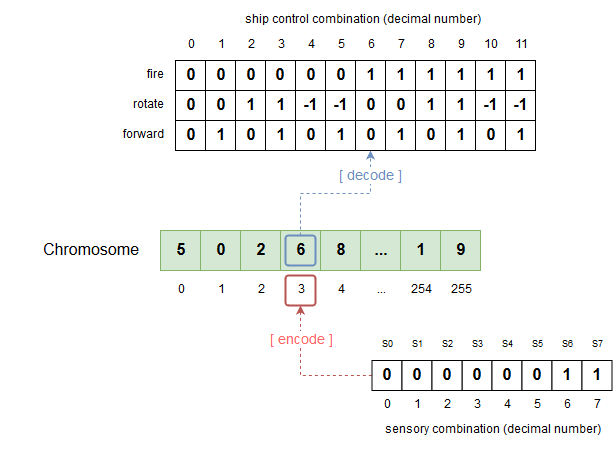 ship control combination (decimal number)
0 1 2 3 4 5 6 7 8 9 10 11
fire 0 0 0 0 0 0 1 1 1 1 1 1
rotate 0 0 1 1 -1 -1 0 0 1 1 -1 -1
forward 0 1 0 1 0 1 0 1 0 1 0 1
[ decode ]
Chromosome 5 0 2 6 8 ... 1 9
0 1 2 3 4 ... 254 255
[ encode ]
S0 S1 S2 S3 S4 S5 S6 S7
0 0 0 0 0 0 1 1
0 1 2 3 4 5 6 7
sensory combination (decimal number)